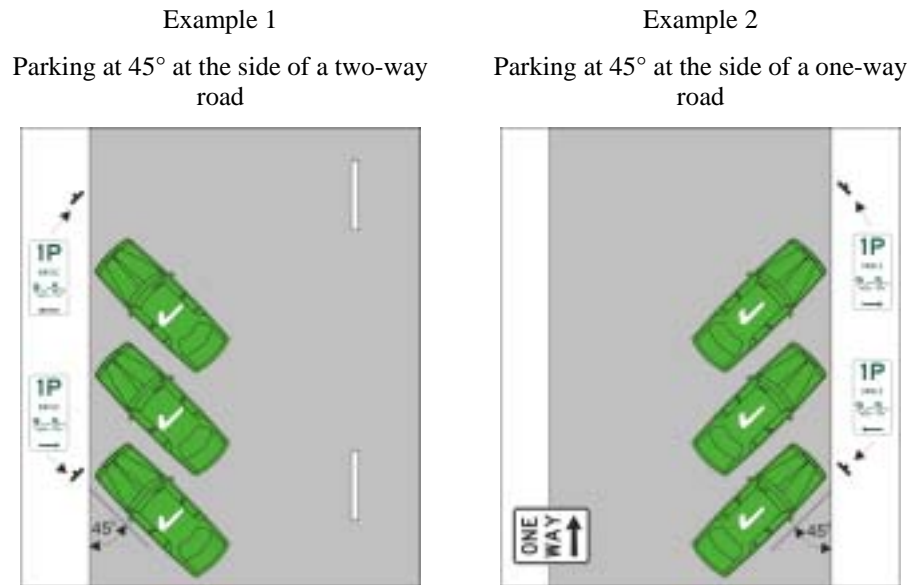 Example 1
Parking at 45° at the side of a two-way
road
1P
1P
45°
Example 2
Parking at 45° at the side of a one-way
road
1P
1P
ONE
WAY
45°